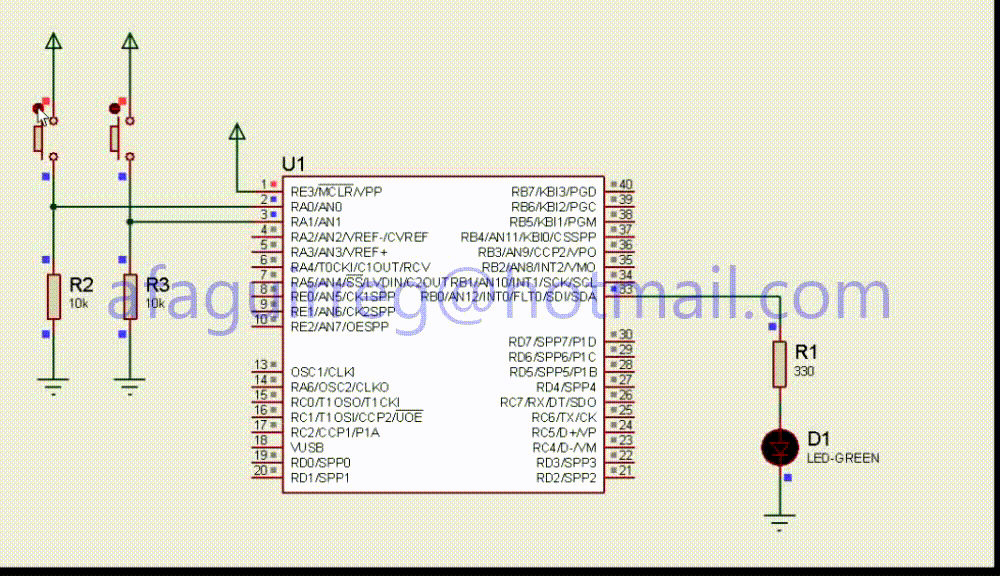 U1
1 RE3/MCLR/VPP RB7/KBI3/PGD 40
2 RA0/AN0 RB6/KBI2/PGC 39
3 RA1/AN1 RB5/KBI1/PGM 38
4 RA2/AN2/VREF-/CVREF RB4/AN11/KBI0/CSSPP 37
5 RA3/AN3/VREF+ RB3/AN9/CCP2/VPO 36
6 RA4/T0CKI/C1OUT/RCV RB2/AN8/INT2/VMO 35
7 RA5/AN4/SS/LVDIN/C2OUT RB1/AN10/INT1/SCK/SCL 34
8 RE0/AN5/CK1SPP RB0/AN12/INT0/FLT0/SDI/SDA 33
9 RE1/AN6/CK2SPP
10 RE2/AN7/OESPP
RD7/SPP7/P1D 30
RD6/SPP6/P1C 29
13 OSC1/CLKI RD5/SPP5/P1B 28
14 RA6/OSC2/CLKO RD4/SPP4 27
15 RC0/T1OSO/T1CKI RC7/RX/DT/SDO 26
16 RC1/T1OSI/CCP2/UOE RC6/TX/CK 25
17 RC2/CCP1/P1A RC5/D+/VP 24
18 VUSB RC4/D-/VM 23
19 RD0/SPP0 RD3/SPP3 22
20 RD1/SPP1 RD2/SPP2 21
R2
10k
R3
10k
R1
330
D1
LED-GREEN